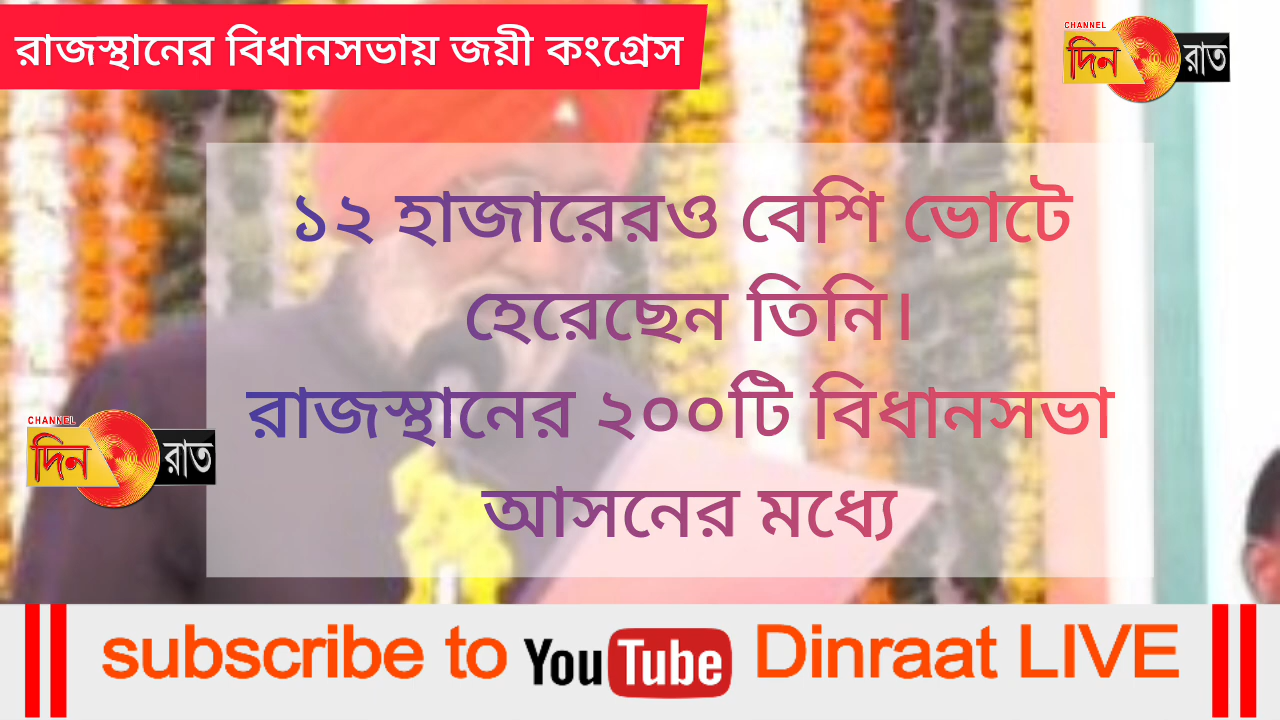 রাজস্থানের বিধানসভায় জয়ী কংগ্রেস
CHANNEL
দিন রাত
১২ হাজারেরও বেশি ভোটে
হেরেছেন তিনি।
রাজস্থানের ২০০টি বিধানসভা
আসনের মধ্যে
CHANNEL
দিন রাত
subscribe to YouTube Dinraat LIVE